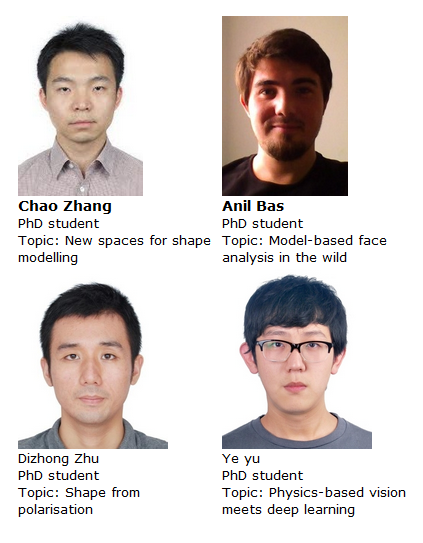 Chao Zhang
PhD student
Topic: New spaces for shape
modelling
Anil Bas
PhD student
Topic: Model-based face
analysis in the wild
Dizhong Zhu
PhD student
Topic: Shape from
polarisation
Ye yu
PhD student
Topic: Physics-based vision
meets deep learning